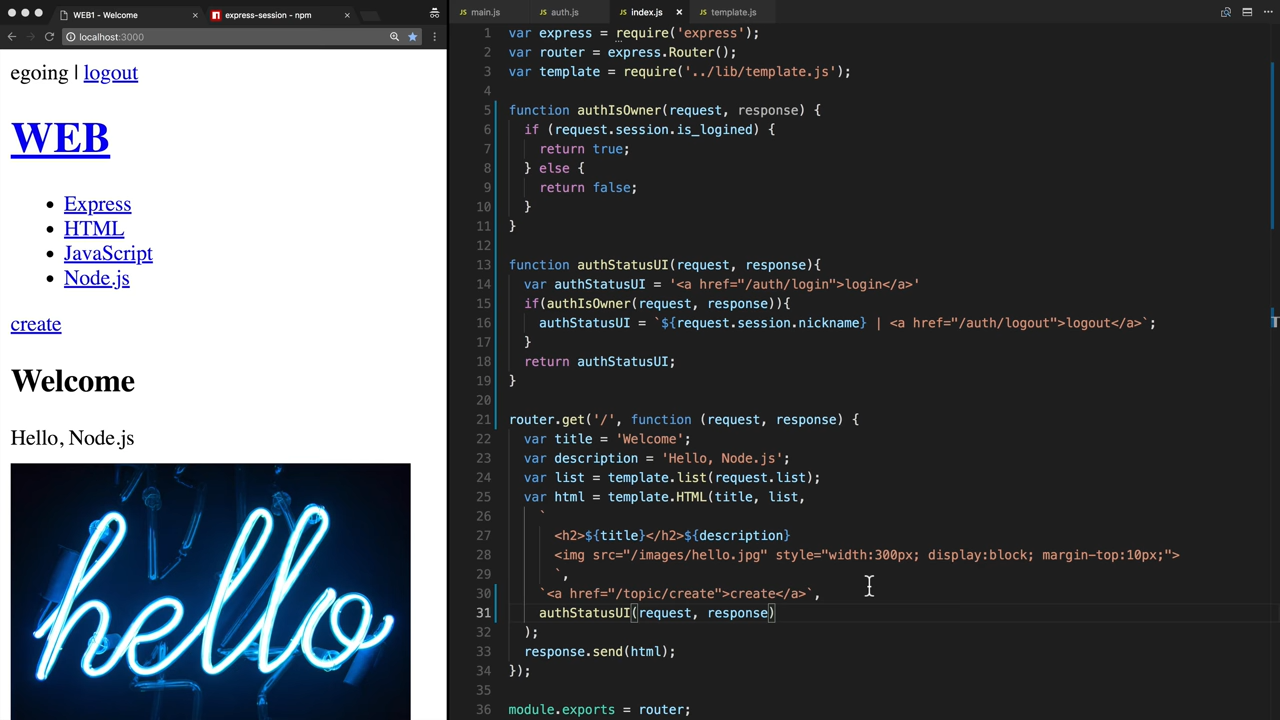 WEB1 - Welcome
express-session - npm
localhost:3000
egoing | logout
WEB
Express
HTML
JavaScript
Node.js
create
Welcome
Hello, Node.js
hello
main.js
auth.js
index.js
template.js
1 var express = require('express');
2 var router = express.Router();
3 var template = require('../lib/template.js');
4
5 function authIsOwner(request, response) {
6 if (request.session.is_logined) {
7 return true;
8 } else {
9 return false;
10 }
11 }
12
13 function authStatusUI(request, response){
14 var authStatusUI = '<a href="/auth/login">login</a>'
15 if(authIsOwner(request, response)){
16 authStatusUI = `${request.session.nickname} | <a href="/auth/logout">logout</a>`;
17 }
18 return authStatusUI;
19 }
20
21 router.get('/', function (request, response) {
22 var title = 'Welcome';
23 var description = 'Hello, Node.js';
24 var list = template.list(request.list);
25 var html = template.HTML(title, list,
26 `
27 <h2>${title}</h2>${description}
28 <img src="/images/hello.jpg" style="width:300px; display:block; margin-top:10px;">
29 `,
30 `<a href="/topic/create">create</a>`,
31 authStatusUI(request, response)
32 );
33 response.send(html);
34 });
35
36 module.exports = router;